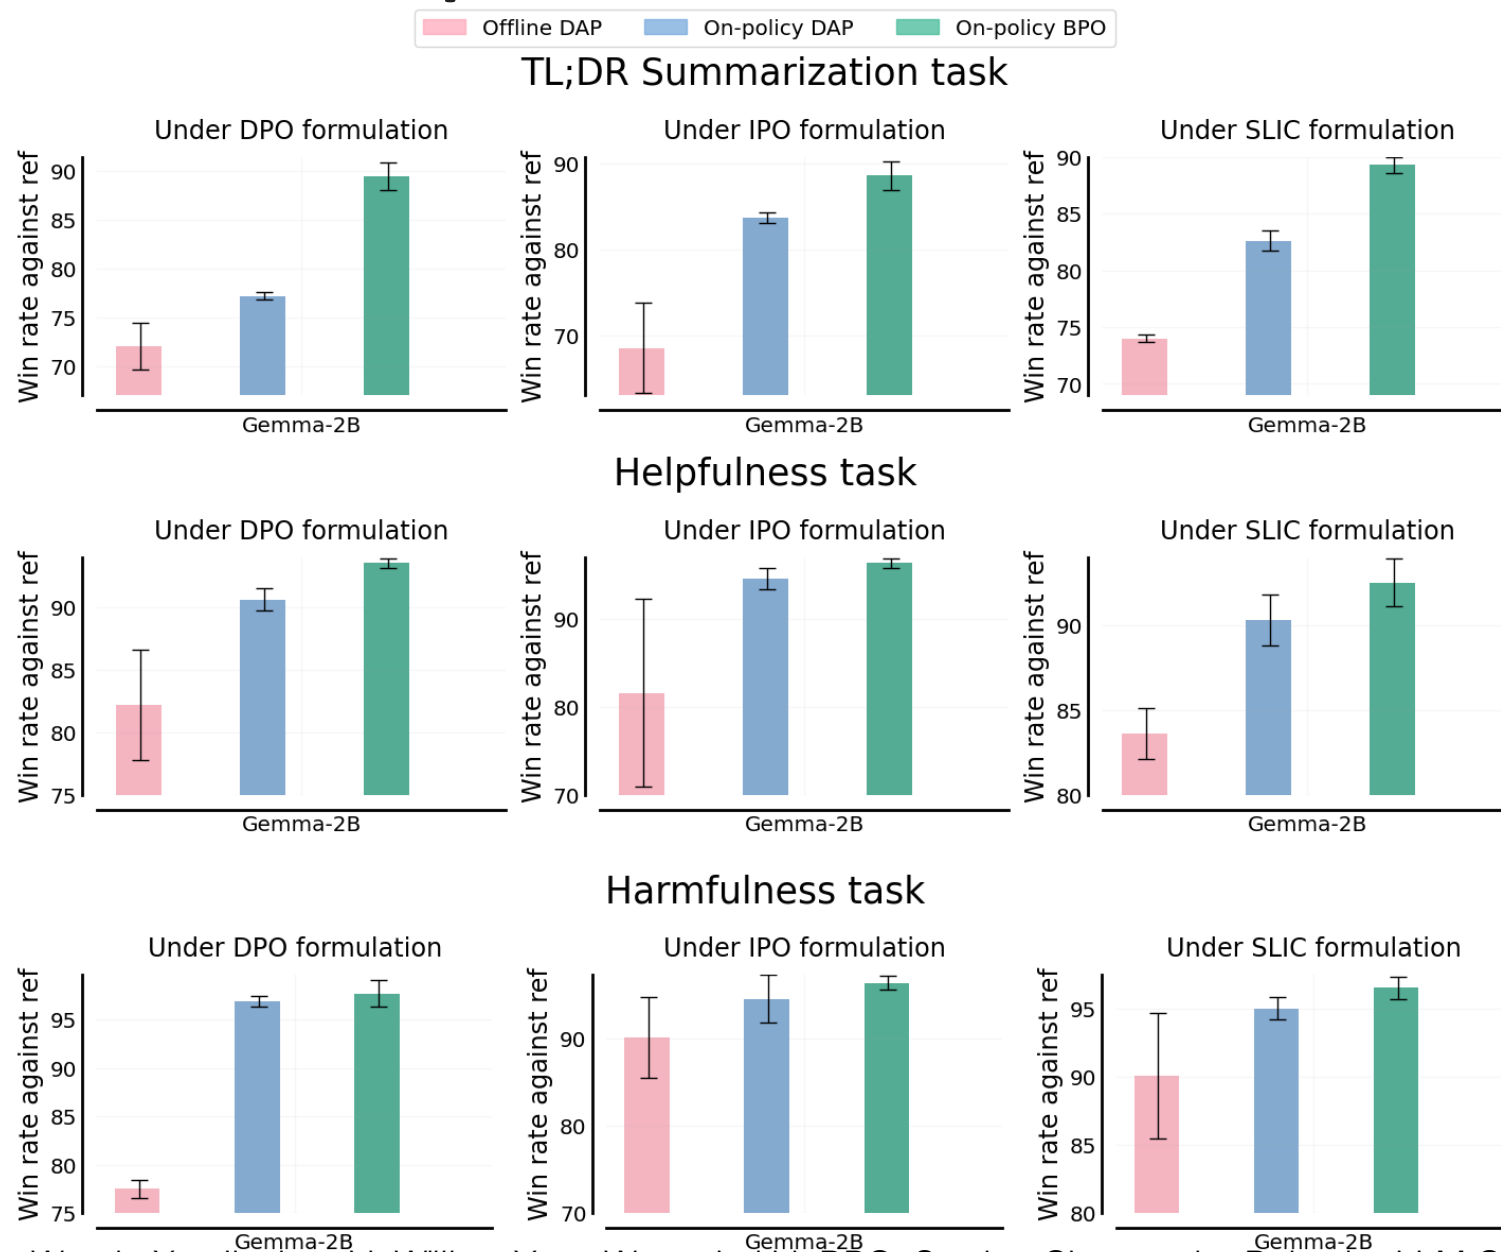 Offline DAP On-policy DAP On-policy BPO
TL;DR Summarization task
Under DPO formulation Under IPO formulation Under SLIC formulation
Win rate against ref
90
85
80
75
70
Gemma-2B
Win rate against ref
90
80
70
Gemma-2B
Win rate against ref
90
85
80
75
70
Gemma-2B
Helpfulness task
Under DPO formulation Under IPO formulation Under SLIC formulation
Win rate against ref
90
85
80
75
Gemma-2B
Win rate against ref
90
80
70
Gemma-2B
Win rate against ref
90
85
80
Gemma-2B
Harmfulness task
Under DPO formulation Under IPO formulation Under SLIC formulation
Win rate against ref
95
90
85
80
75
Gemma-2B
Win rate against ref
90
80
70
Gemma-2B
Win rate against ref
95
90
85
80
Gemma-2B